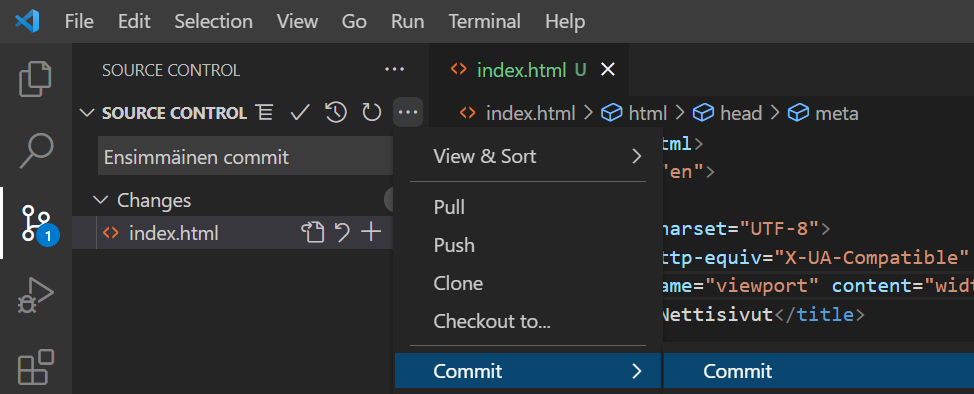 File Edit Selection View Go Run Terminal Help
SOURCE CONTROL ···
index.html U
SOURCE CONTROL
index.html > html > head > meta
Ensimmäinen commit
Changes
index.html
1
View & Sort
Pull
Push
Clone
Checkout to...
Commit
Commit
tml>
"en">
harset="UTF-8">
ttp-equiv="X-UA-Compatible"
ame="viewport" content="widt
Nettisivut</title>